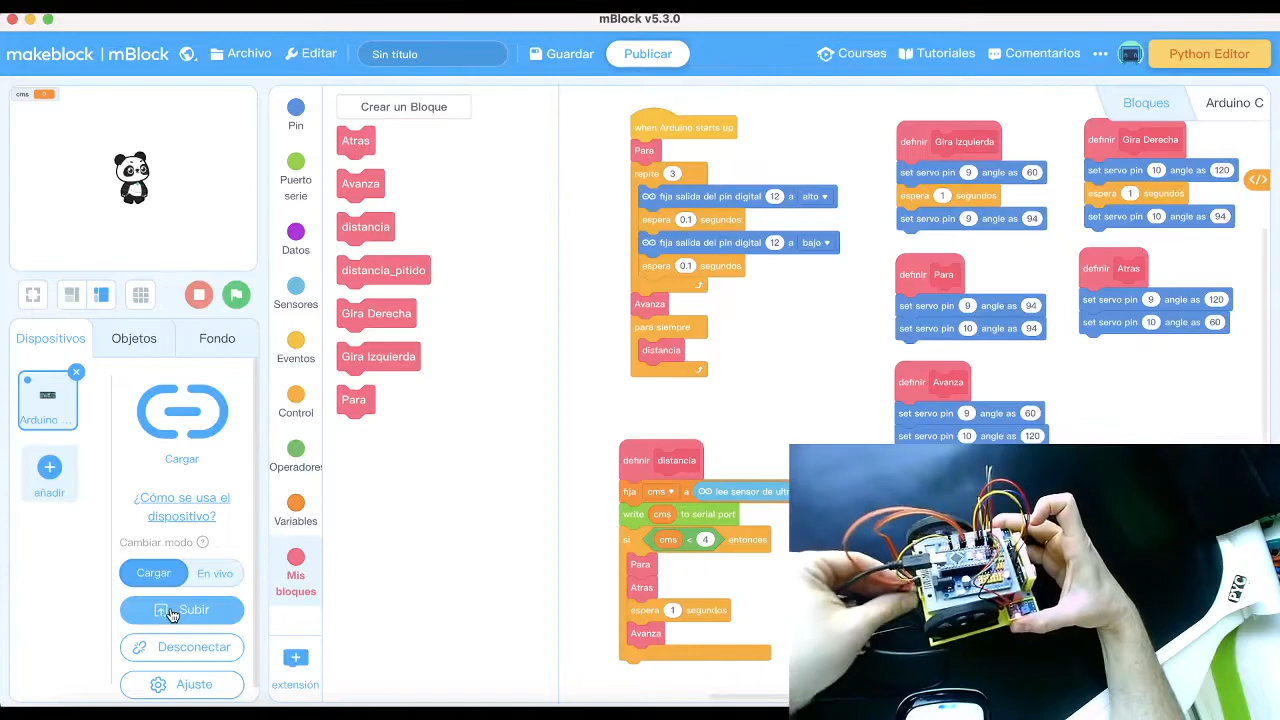 mBlock v5.3.0
makeblock | mBlock
Archivo
Editar
Sin título
Guardar
Publicar
Courses
Tutoriales
Comentarios
Python Editor
cms
Dispositivos
Objetos
Fondo
Arduino ...
añadir
Cargar
¿Cómo se usa el
dispositivo?
Cambiar modo
Cargar
En vivo
Subir
Desconectar
Ajuste
Pin
Puerto
serie
Datos
Sensores
Eventos
Control
Operadores
Variables
Mis
bloques
extensión
Crear un Bloque
Atras
Avanza
distancia
distancia_pitido
Gira Derecha
Gira Izquierda
Para
Bloques
Arduino C
when Arduino starts up
Para
repite 3
fija salida del pin digital 12 a alto
espera 0.1 segundos
fija salida del pin digital 12 a bajo
espera 0.1 segundos
Avanza
para siempre
distancia
definir distancia
fija cms a lee sensor de ultr
write cms to serial port
si cms < 4 entonces
Para
Atras
espera 1 segundos
Avanza
definir Gira Izquierda
set servo pin 9 angle as 60
espera 1 segundos
set servo pin 9 angle as 94
definir Gira Derecha
set servo pin 10 angle as 120
espera 1 segundos
set servo pin 10 angle as 94
definir Para
set servo pin 9 angle as 94
set servo pin 10 angle as 94
definir Atras
set servo pin 9 angle as 120
set servo pin 10 angle as 60
definir Avanza
set servo pin 9 angle as 60
set servo pin 10 angle as 120
PYC